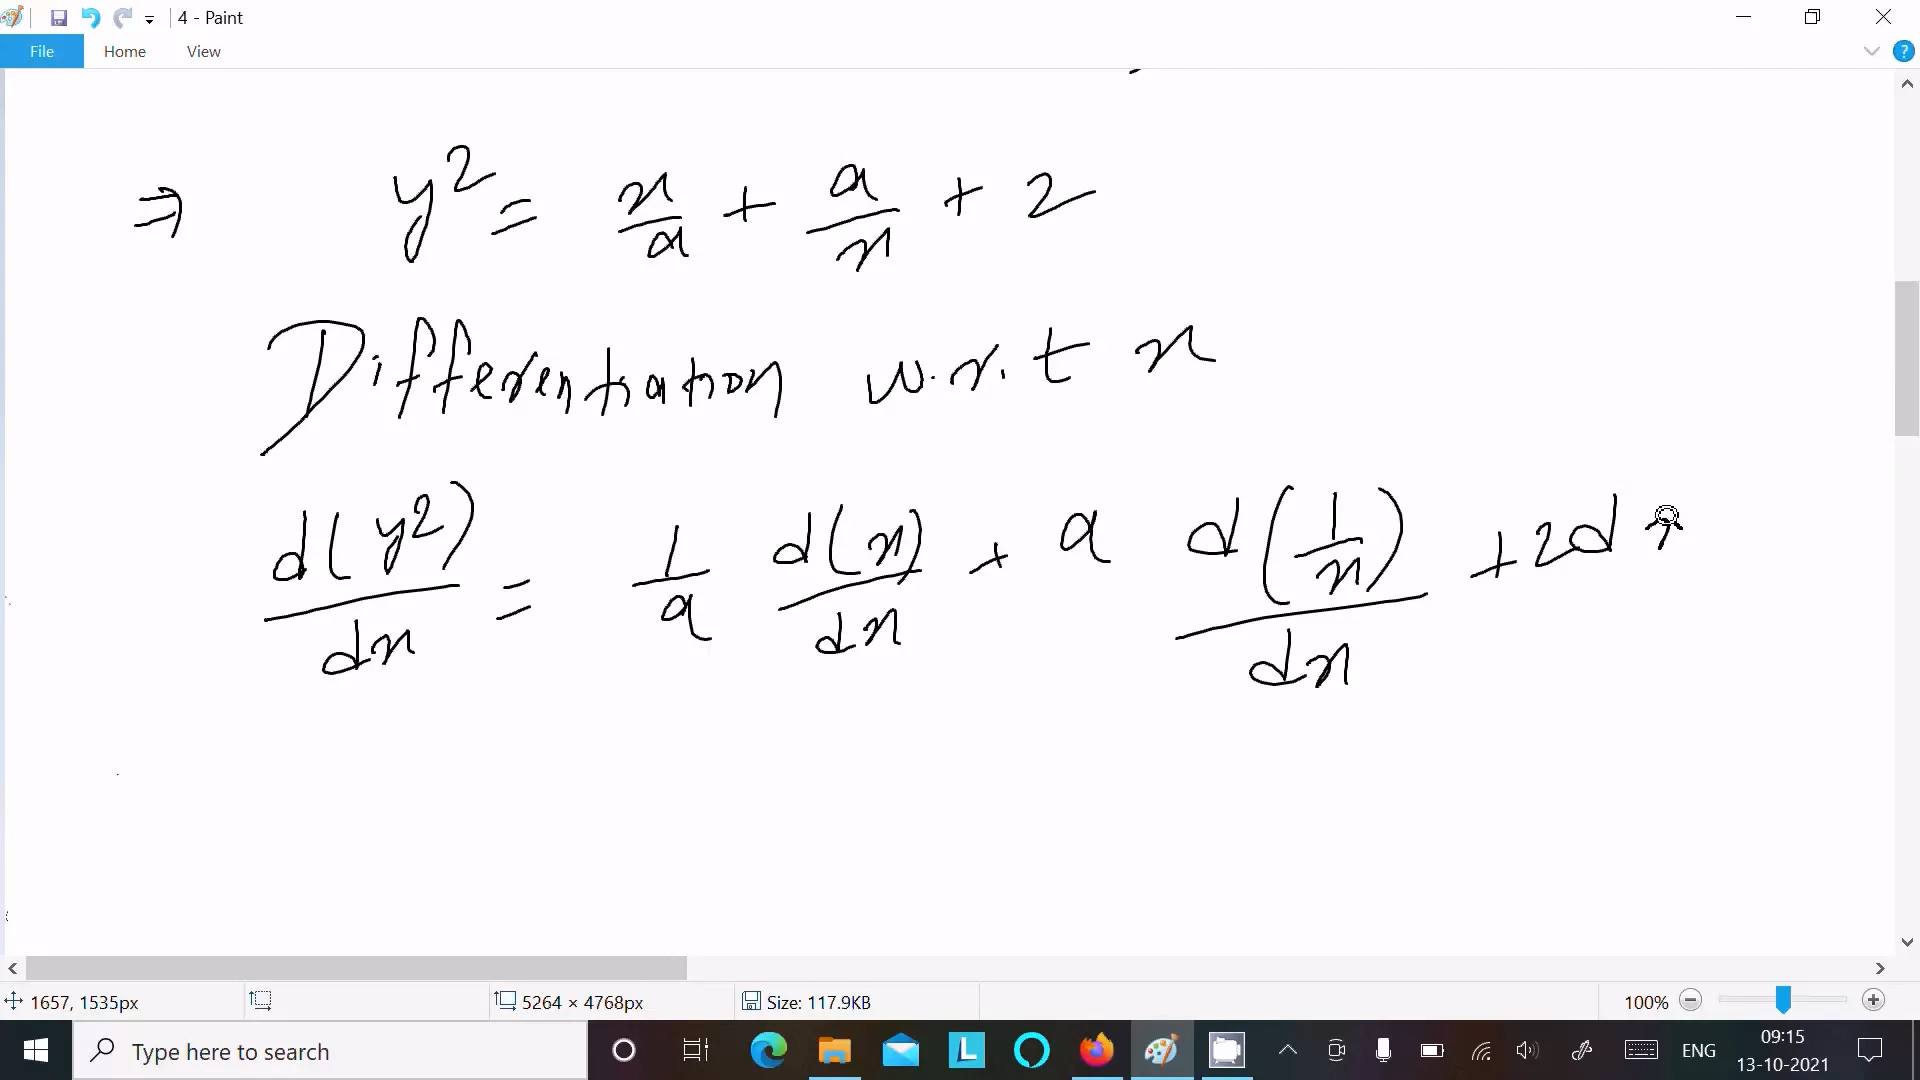 4 - Paint
File Home View
⇒ y² = x/a + a/x + 2
Differentiation w.r.t x
d(y²)/dx = 1/a d(x)/dx + a d(1/x)/dx + 2d
1657, 1535px 5264 × 4768px Size: 117.9KB 100%
Type here to search ENG 09:15
13-10-2021